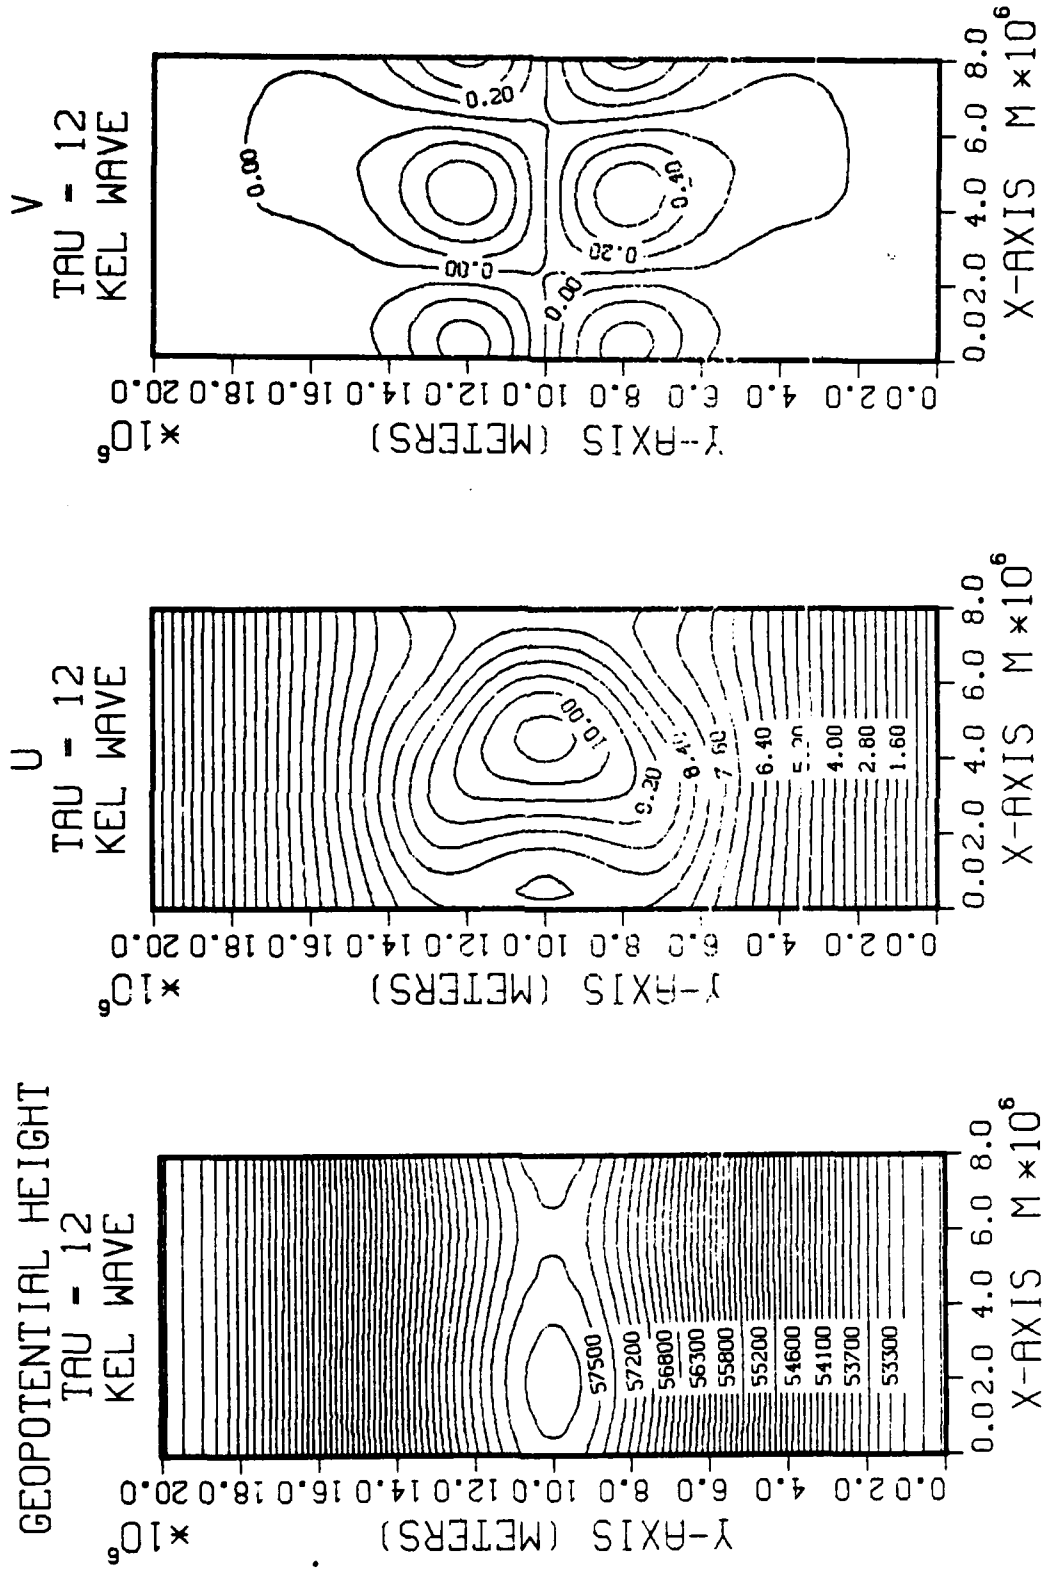 GEOPOTENTIAL HEIGHT
TAU = 12
KEL WAVE
*10⁶
Y-AXIS (METERS)
0.0 2.0 4.0 6.0 8.0 10.0 12.0 14.0 16.0 18.0 20.0
57500
57200
56800
56300
55800
55200
54600
54100
53700
53300
0.0 2.0 4.0 6.0 8.0
X-AXIS M *10⁶
U
TAU = 12
KEL WAVE
*10⁶
Y-AXIS (METERS)
0.0 2.0 4.0 6.0 8.0 10.0 12.0 14.0 16.0 18.0 20.0
10.00
9.20
8.40
7.60
6.40
5.20
4.00
2.80
1.60
0.0 2.0 4.0 6.0 8.0
X-AXIS M *10⁶
V
TAU = 12
KEL WAVE
*10⁶
Y-AXIS (METERS)
0.0 2.0 4.0 6.0 8.0 10.0 12.0 14.0 16.0 18.0 20.0
0.00
0.20
0.00
0.00
0.20
0.40
0.0 2.0 4.0 6.0 8.0
X-AXIS M *10⁶